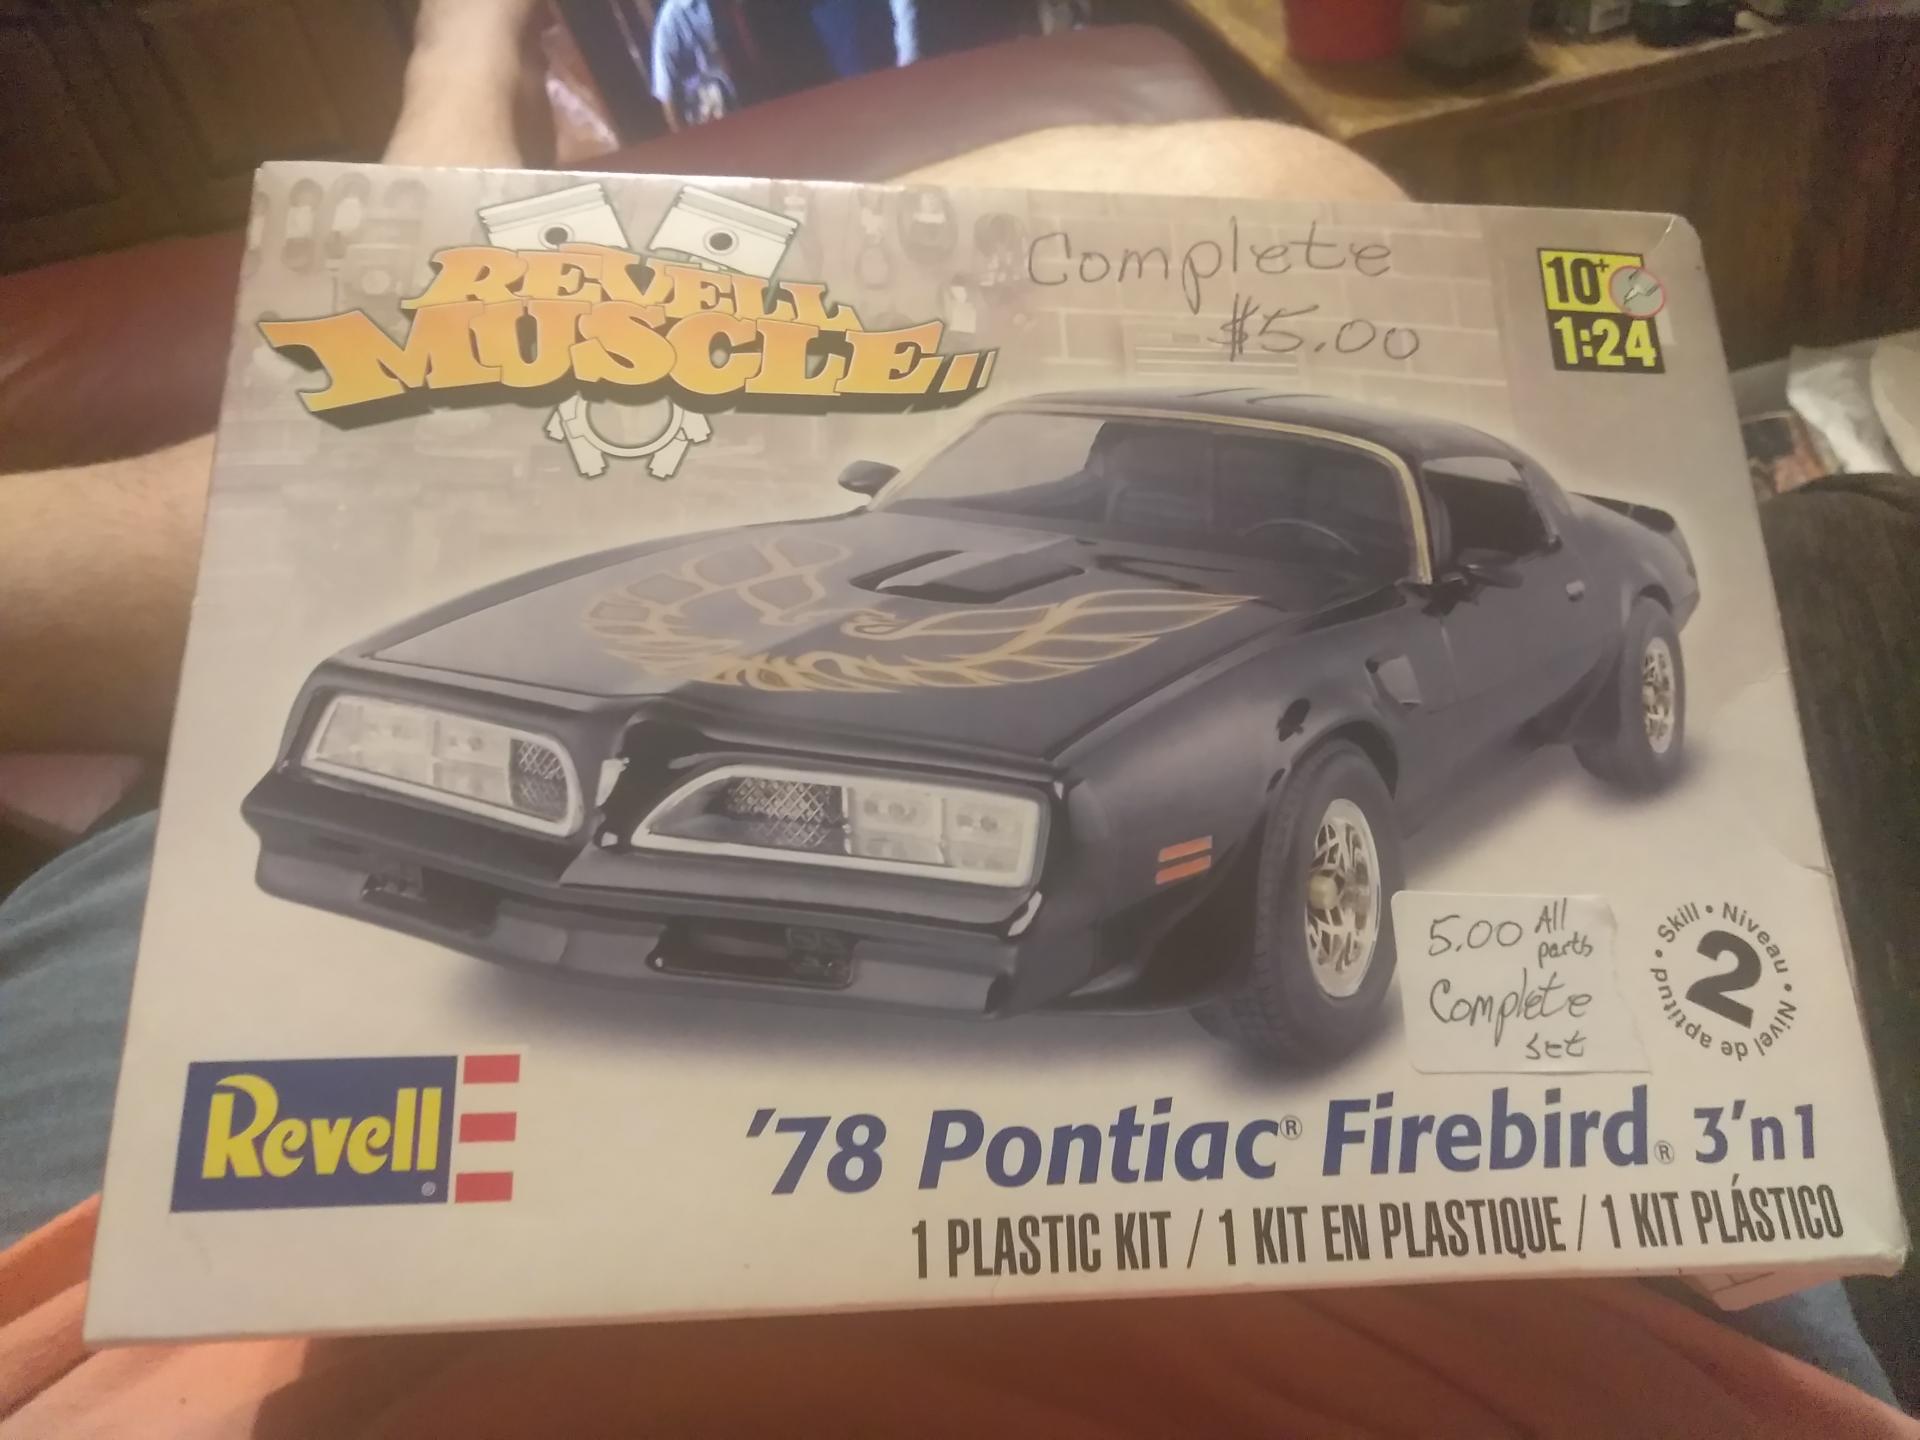 REVELL
MUSCLE
Complete
$5.00
10+
1:24
5.00 All
parts
Complete
set
Skill • Niveau • Nivel de aptitud •
2
Revell®
'78 Pontiac® Firebird® 3'n1
1 PLASTIC KIT / 1 KIT EN PLASTIQUE / 1 KIT PLÁSTICO